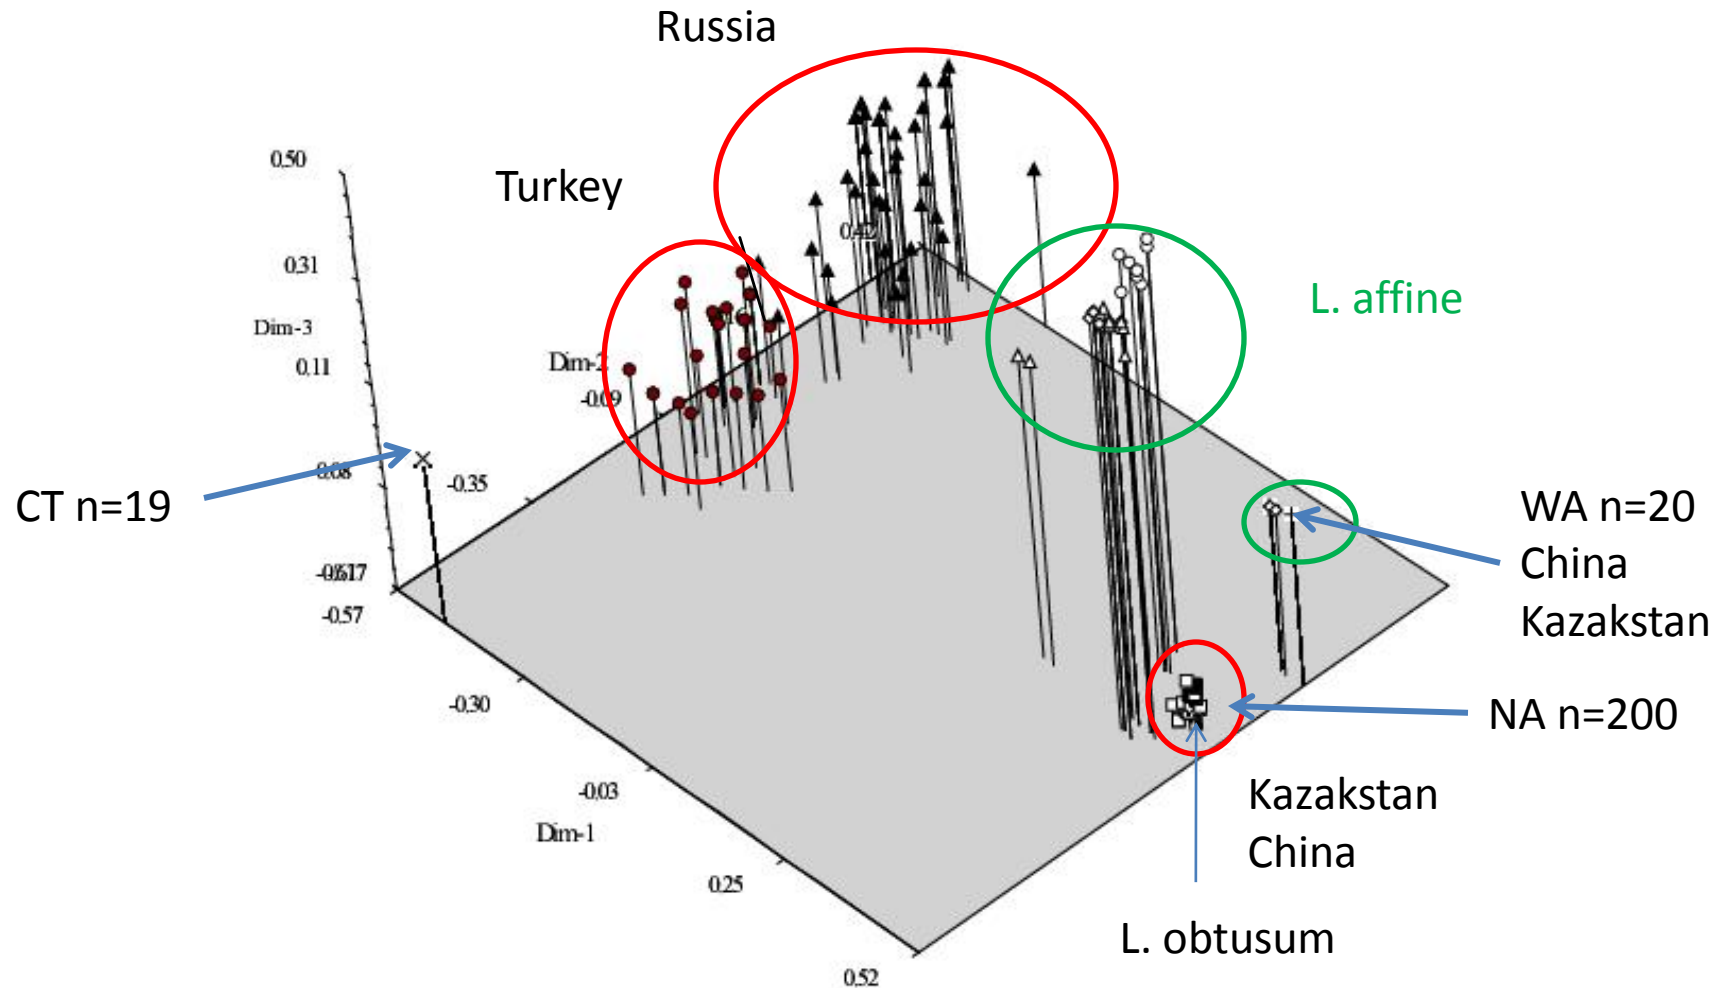 Russia
0.50
Turkey
0.42
0.31
L. affine
Dim-3
0.11
Dim-2
-0.09
-0.35
CT n=19
WA n=20
China
Kazakstan
-0.57
-0.30
NA n=200
-0.03
Kazakstan
China
Dim-1
0.25
L. obtusum
0.52